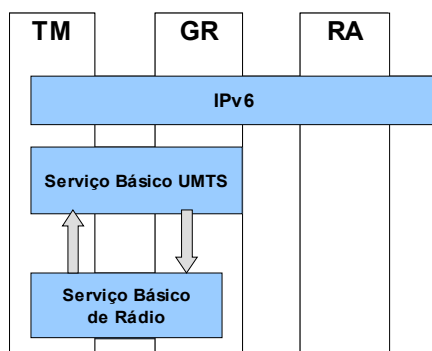 TM GR RA
IPv6
Serviço Básico UMTS
Serviço Básico
de Rádio